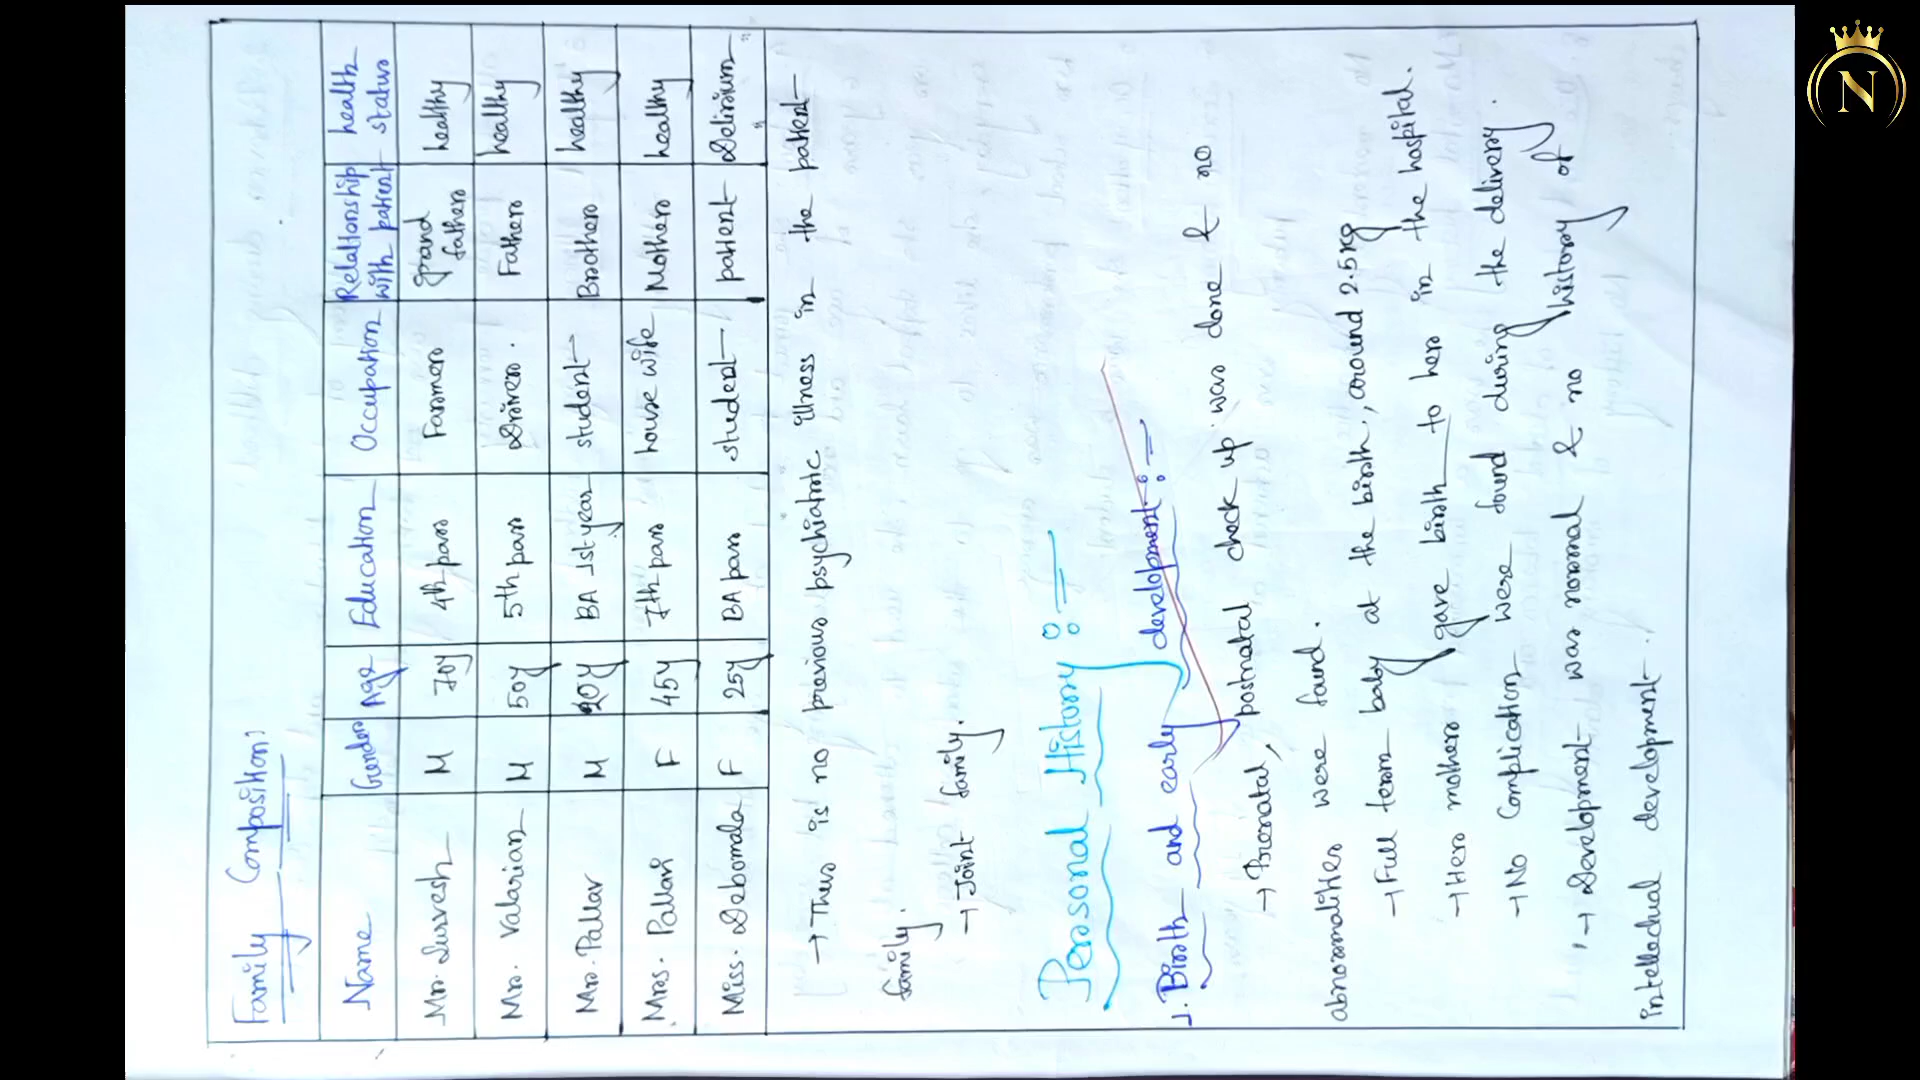 Family Composition:
Name Gender Age Education Occupation Relationship with patient health status
Mr. Survesh M 70y 4th pass Farmer grand father healthy
Mr. Valarian M 50y 5th pass Driver. Father healthy
Mr. Pallav M 20y BA 1st year student Brother healthy
Mrs. Pallavi F 45y 7th pass house wife Mother healthy
Miss. Debomala F 25y BA pass student patient Delirium
→ Thus is no previous psychiatric illness in the patient
family.
→ Joint family.
Personal History :-
1. Birth and early development :-
→ Prenatal, postnatal check up was done & no
abnormalities were found.
→ Full term baby at the birth, around 2.5kg
→ Her mother gave birth to her in the hospital.
→ No Complication were found during the delivery.
→ Development was normal & no history of
intellectual development.
N